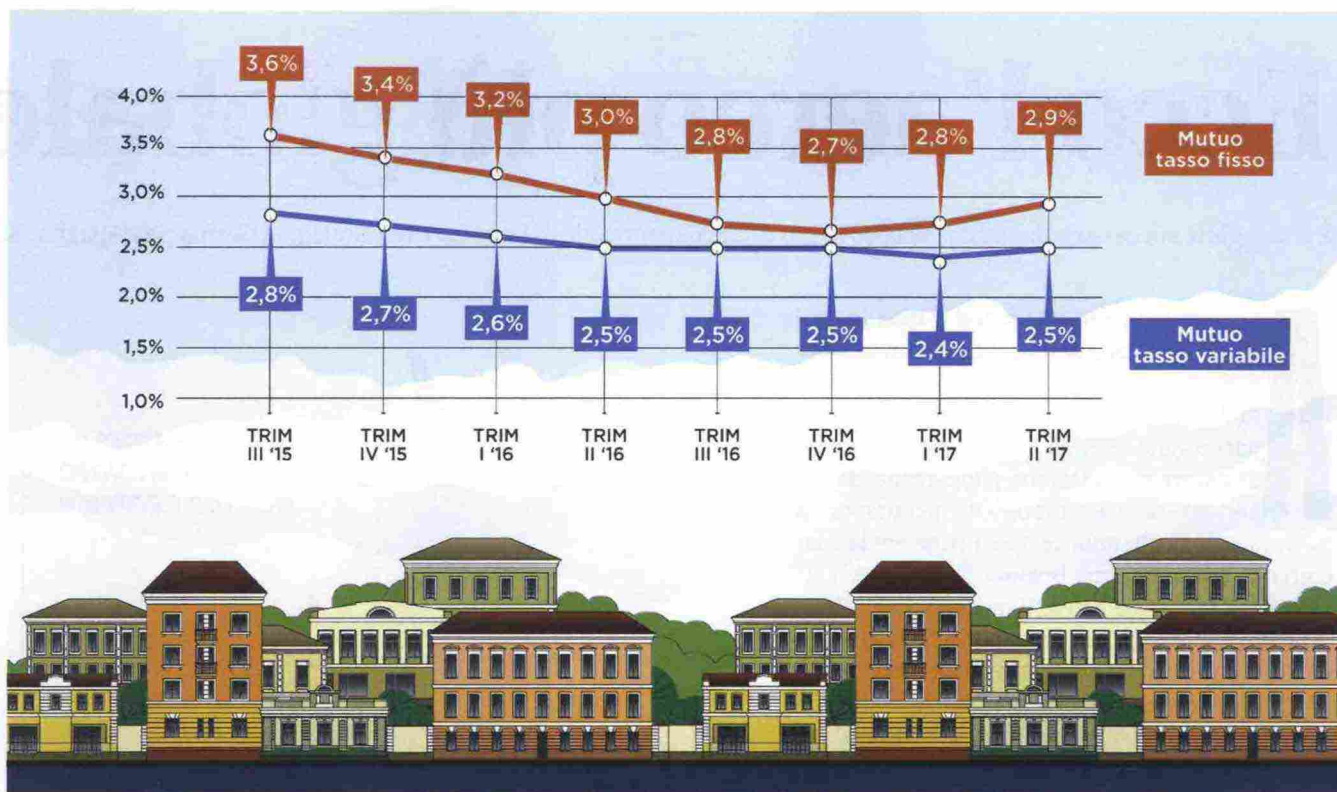 3,6%
3,4%
3,2%
3,0%
2,8%
2,7%
2,8%
2,9%
4,0%
3,5%
3,0%
2,5%
2,0%
1,5%
1,0%
Mutuo
tasso fisso
2,8%
2,7%
2,6%
2,5%
2,5%
2,5%
2,4%
2,5%
Mutuo
tasso variabile
TRIM
III '15
TRIM
IV '15
TRIM
I '16
TRIM
II '16
TRIM
III '16
TRIM
IV '16
TRIM
I '17
TRIM
II '17